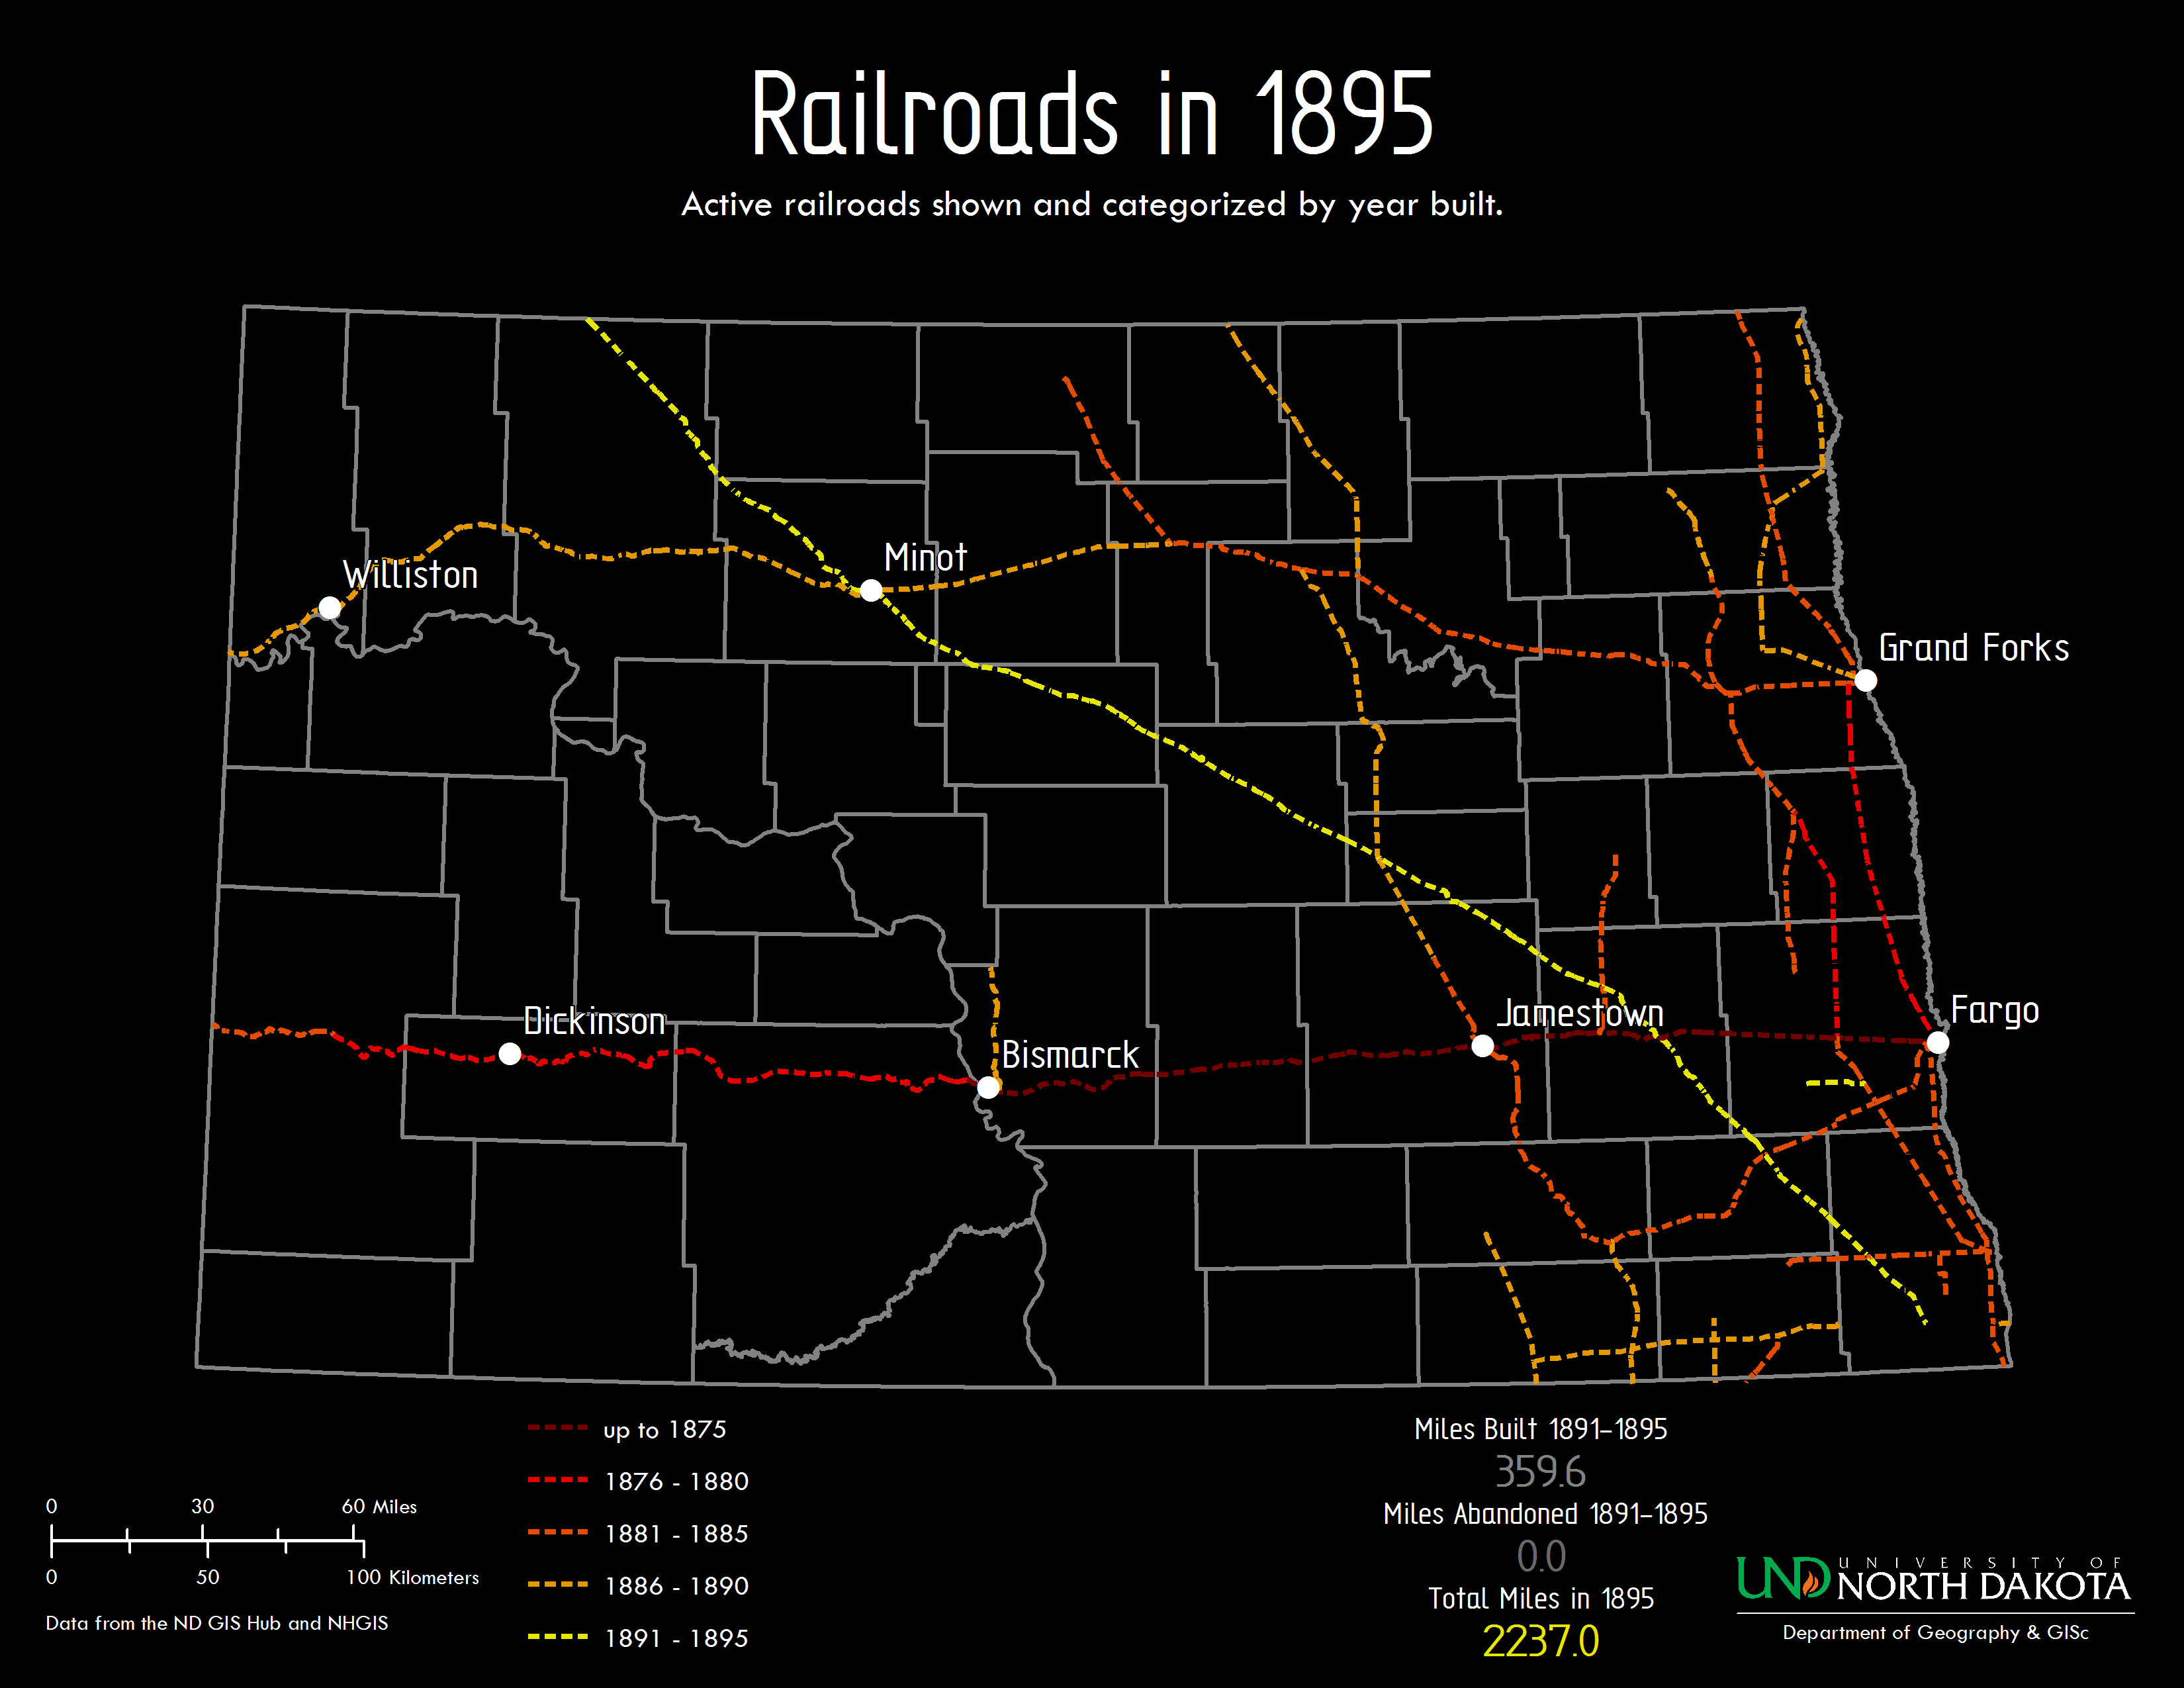 Railroads in 1895
Active railroads shown and categorized by year built.
Minot
Williston
Grand Forks
Dickinson
Jamestown
Fargo
Bismarck
up to 1875
1876 - 1880
1881 - 1885
1886 - 1890
1891 - 1895
0 30 60 Miles
0 50 100 Kilometers
Data from the ND GIS Hub and NHGIS
Miles Built 1891-1895
359.6
Miles Abandoned 1891-1895
0.0
Total Miles in 1895
2237.0
UND UNIVERSITY OF
NORTH DAKOTA
Department of Geography & GISc